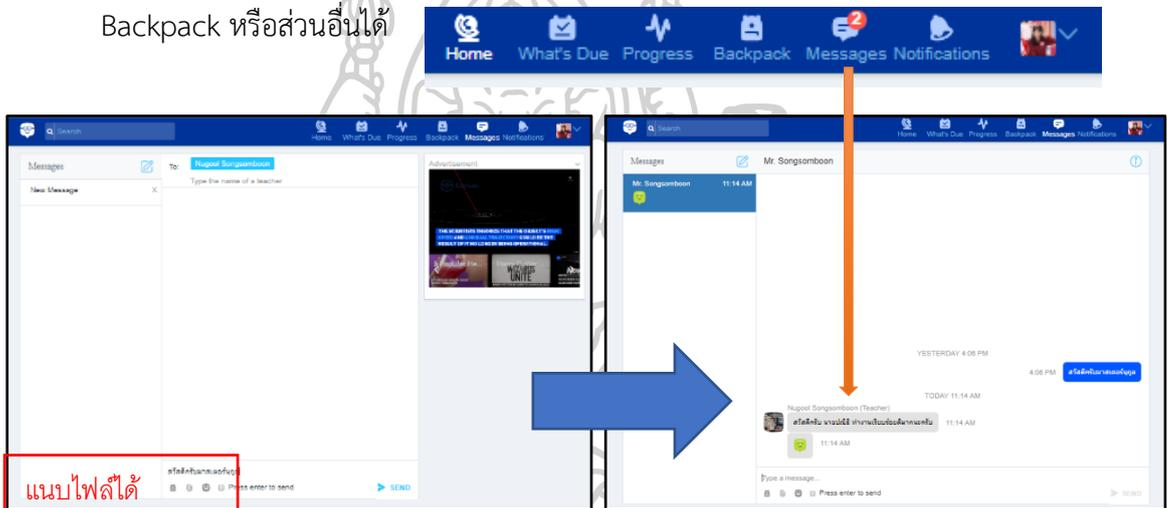 Backpack หรือส่วนอื่นได้
2
Home What's Due Progress Backpack Messages Notifications
Search
Home What's Due Progress Backpack Messages Notifications
Messages
New Message X
To: Nugool Songsomboon
Type the name of a teacher
Advertisement
WIZARDS
UNITE
Press enter to send
SEND
แนบไฟล์ได้
Search
Home What's Due Progress Backpack Messages Notifications
Messages
Mr. Songsomboon
Mr. Songsomboon 11:14 AM
YESTERDAY 4:06 PM
4:06 PM
TODAY 11:14 AM
Nugool Songsomboon (Teacher)
11:14 AM
11:14 AM
Type a message...
Press enter to send
SEND